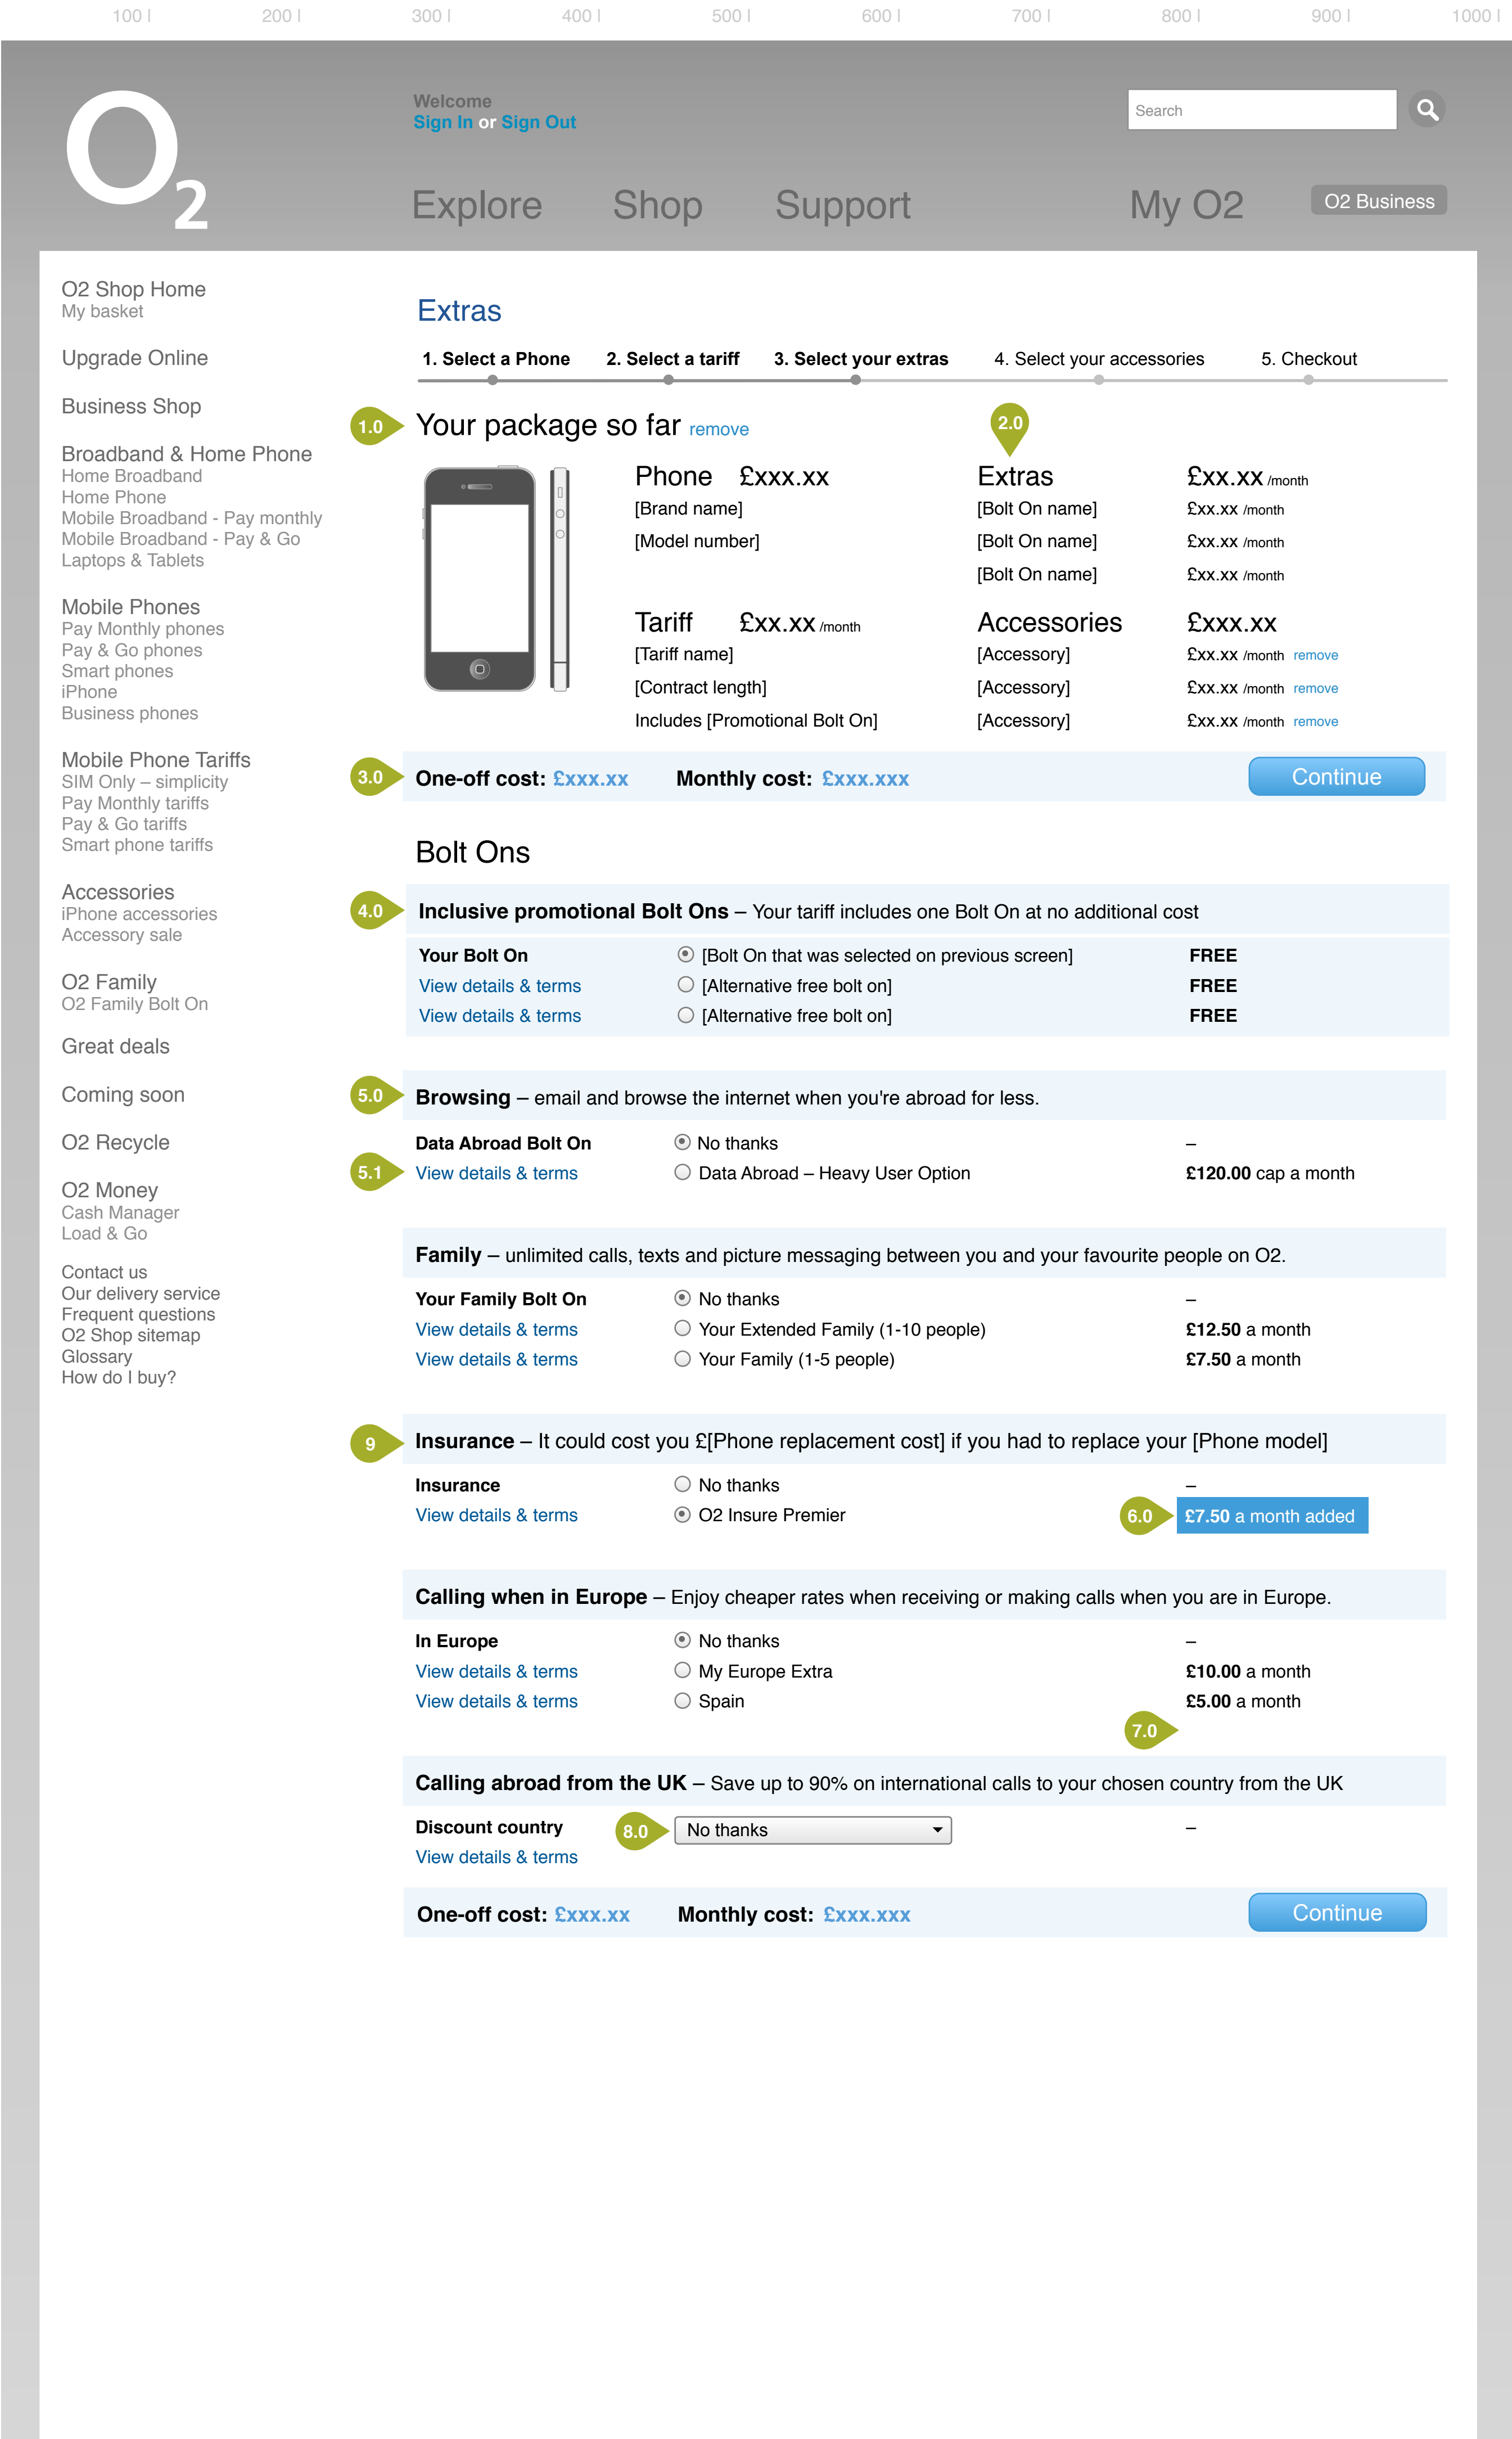 100 | 200 | 300 | 400 | 500 | 600 | 700 | 800 | 900 | 1000 |
O2
Welcome
Sign In or Sign Out
Search
Explore Shop Support My O2 O2 Business
O2 Shop Home
My basket
Upgrade Online
Business Shop
Broadband & Home Phone
Home Broadband
Home Phone
Mobile Broadband - Pay monthly
Mobile Broadband - Pay & Go
Laptops & Tablets
Mobile Phones
Pay Monthly phones
Pay & Go phones
Smart phones
iPhone
Business phones
Mobile Phone Tariffs
SIM Only – simplicity
Pay Monthly tariffs
Pay & Go tariffs
Smart phone tariffs
Accessories
iPhone accessories
Accessory sale
O2 Family
O2 Family Bolt On
Great deals
Coming soon
O2 Recycle
O2 Money
Cash Manager
Load & Go
Contact us
Our delivery service
Frequent questions
O2 Shop sitemap
Glossary
How do I buy?
Extras
1. Select a Phone 2. Select a tariff 3. Select your extras 4. Select your accessories 5. Checkout
1.0 Your package so far remove
2.0
Phone £xxx.xx
[Brand name]
[Model number]
Extras £xx.xx /month
[Bolt On name] £xx.xx /month
[Bolt On name] £xx.xx /month
[Bolt On name] £xx.xx /month
Tariff £xx.xx /month
[Tariff name]
[Contract length]
Includes [Promotional Bolt On]
Accessories £xxx.xx
[Accessory] £xx.xx /month remove
[Accessory] £xx.xx /month remove
[Accessory] £xx.xx /month remove
3.0 One-off cost: £xxx.xx Monthly cost: £xxx.xxx Continue
Bolt Ons
4.0 Inclusive promotional Bolt Ons – Your tariff includes one Bolt On at no additional cost
Your Bolt On [Bolt On that was selected on previous screen] FREE
View details & terms [Alternative free bolt on] FREE
View details & terms [Alternative free bolt on] FREE
5.0 Browsing – email and browse the internet when you're abroad for less.
Data Abroad Bolt On No thanks –
5.1 View details & terms Data Abroad – Heavy User Option £120.00 cap a month
Family – unlimited calls, texts and picture messaging between you and your favourite people on O2.
Your Family Bolt On No thanks –
View details & terms Your Extended Family (1-10 people) £12.50 a month
View details & terms Your Family (1-5 people) £7.50 a month
9 Insurance – It could cost you £[Phone replacement cost] if you had to replace your [Phone model]
Insurance No thanks –
View details & terms O2 Insure Premier 6.0 £7.50 a month added
Calling when in Europe – Enjoy cheaper rates when receiving or making calls when you are in Europe.
In Europe No thanks –
View details & terms My Europe Extra £10.00 a month
View details & terms Spain £5.00 a month
7.0
Calling abroad from the UK – Save up to 90% on international calls to your chosen country from the UK
Discount country 8.0 No thanks –
View details & terms
One-off cost: £xxx.xx Monthly cost: £xxx.xxx Continue